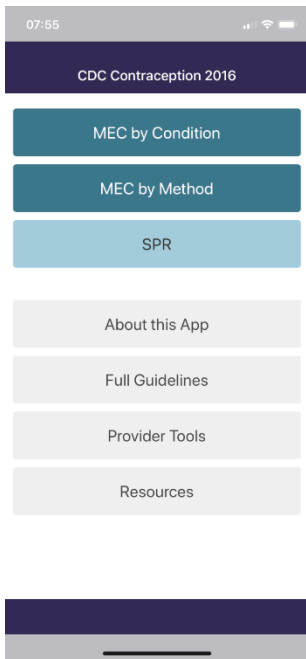 07:55
CDC Contraception 2016
MEC by Condition
MEC by Method
SPR
About this App
Full Guidelines
Provider Tools
Resources